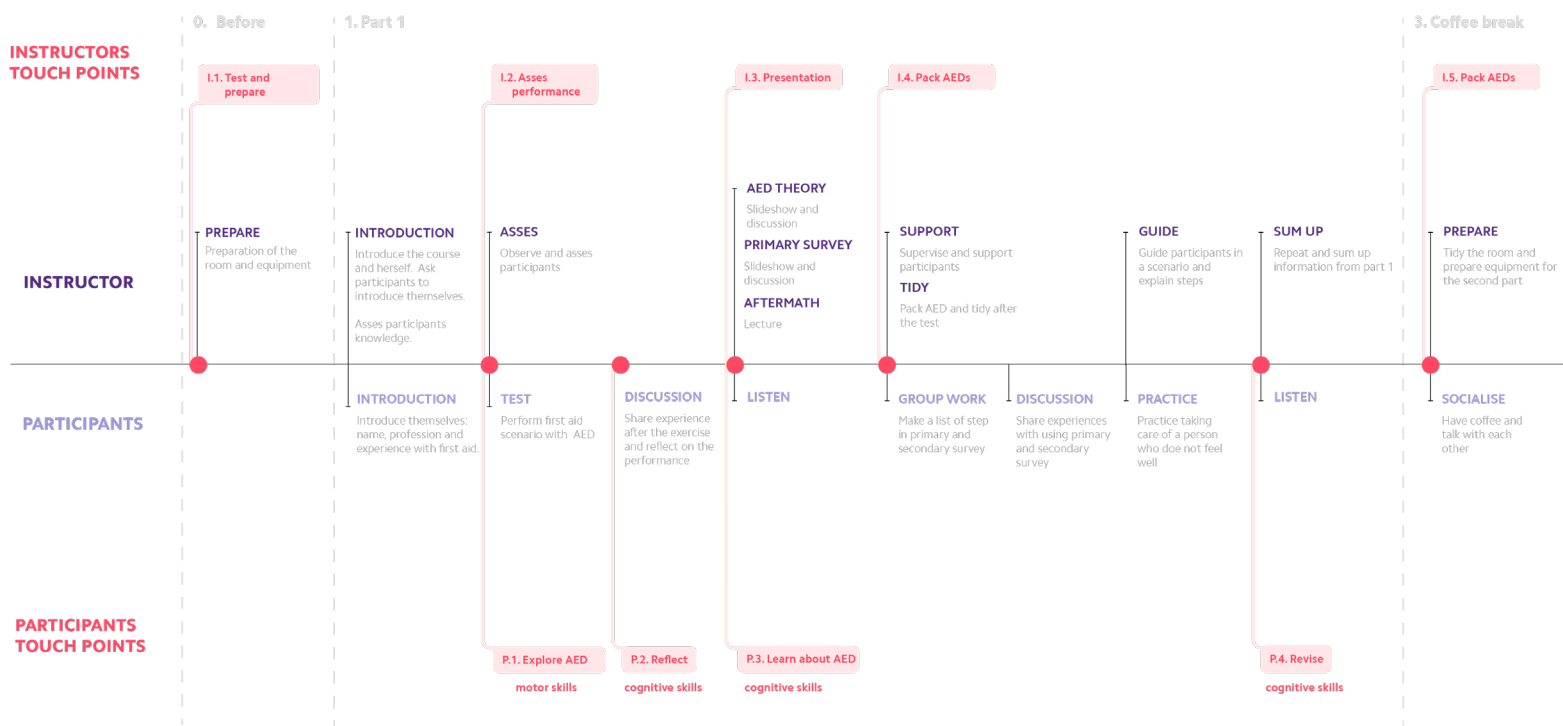 0. Before
1. Part 1
3. Coffee break
INSTRUCTORS
TOUCH POINTS
I.1. Test and
prepare
I.2. Asses
performance
I.3. Presentation
I.4. Pack AEDs
I.5. Pack AEDs
INSTRUCTOR
PREPARE
Preparation of the
room and equipment
INTRODUCTION
Introduce the course
and herself. Ask
participants to
introduce themselves.
Asses participants
knowledge.
ASSES
Observe and asses
participants
AED THEORY
Slideshow and
discussion
PRIMARY SURVEY
Slideshow and
discussion
AFTERMATH
Lecture
SUPPORT
Supervise and support
participants
TIDY
Pack AED and tidy after
the test
GUIDE
Guide participants in
a scenario and
explain steps
SUM UP
Repeat and sum up
information from part 1
PREPARE
Tidy the room and
prepare equipment for
the second part
PARTICIPANTS
INTRODUCTION
Introduce themselves:
name, profession and
experience with first aid.
TEST
Perform first aid
scenario with AED
DISCUSSION
Share experience
after the exercise
and reflect on the
performance
LISTEN
GROUP WORK
Make a list of step
in primary and
secondary survey
DISCUSSION
Share experiences
with using primary
and secondary
survey
PRACTICE
Practice taking
care of a person
who doe not feel
well
LISTEN
SOCIALISE
Have coffee and
talk with each
other
PARTICIPANTS
TOUCH POINTS
P.1. Explore AED
motor skills
P.2. Reflect
cognitive skills
P.3. Learn about AED
cognitive skills
P.4. Revise
cognitive skills